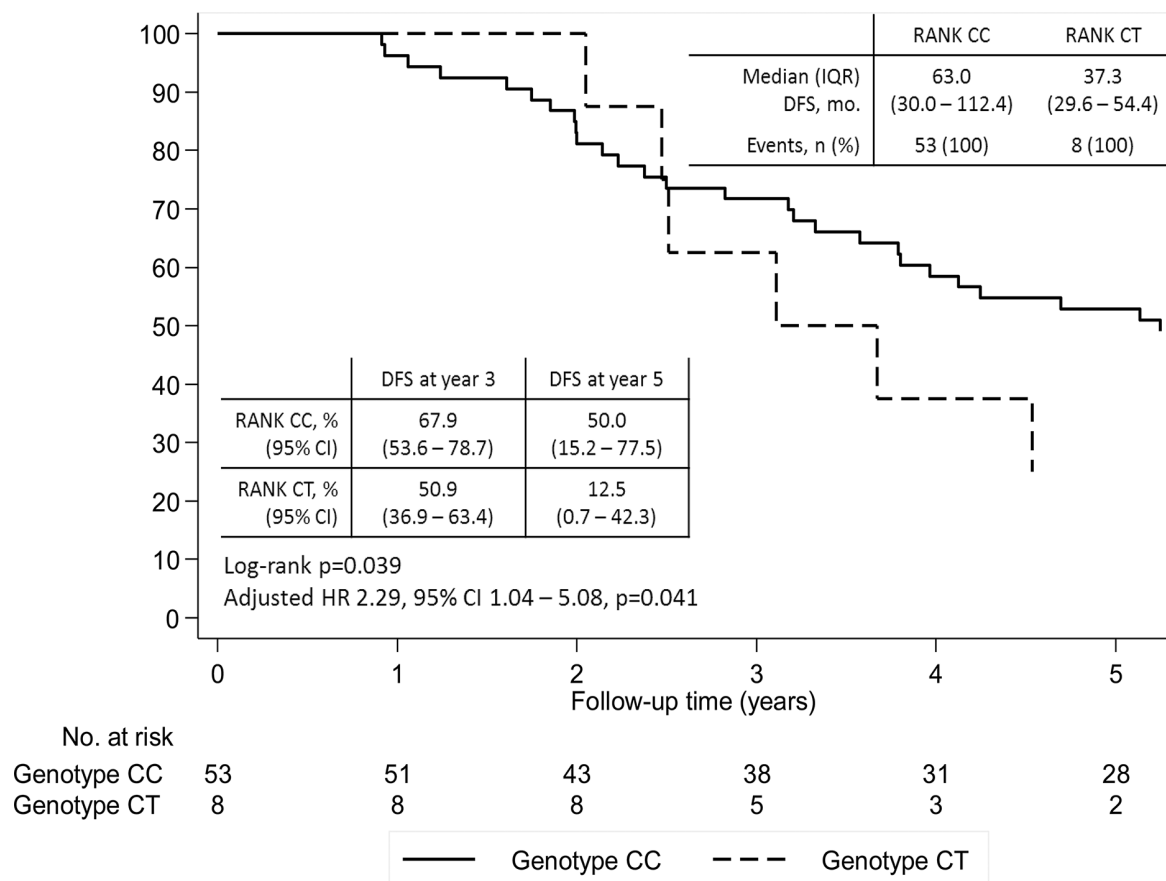 RANK CC RANK CT
Median (IQR) 63.0 37.3
DFS, mo. (30.0 – 112.4) (29.6 – 54.4)
Events, n (%) 53 (100) 8 (100)
100
90
80
70
60
50
40
30
20
10
0
DFS at year 3 DFS at year 5
RANK CC, % 67.9 50.0
(95% CI) (53.6 – 78.7) (15.2 – 77.5)
RANK CT, % 50.9 12.5
(95% CI) (36.9 – 63.4) (0.7 – 42.3)
Log-rank p=0.039
Adjusted HR 2.29, 95% CI 1.04 – 5.08, p=0.041
0 1 2 3 4 5
Follow-up time (years)
No. at risk
Genotype CC 53 51 43 38 31 28
Genotype CT 8 8 8 5 3 2
Genotype CC Genotype CT